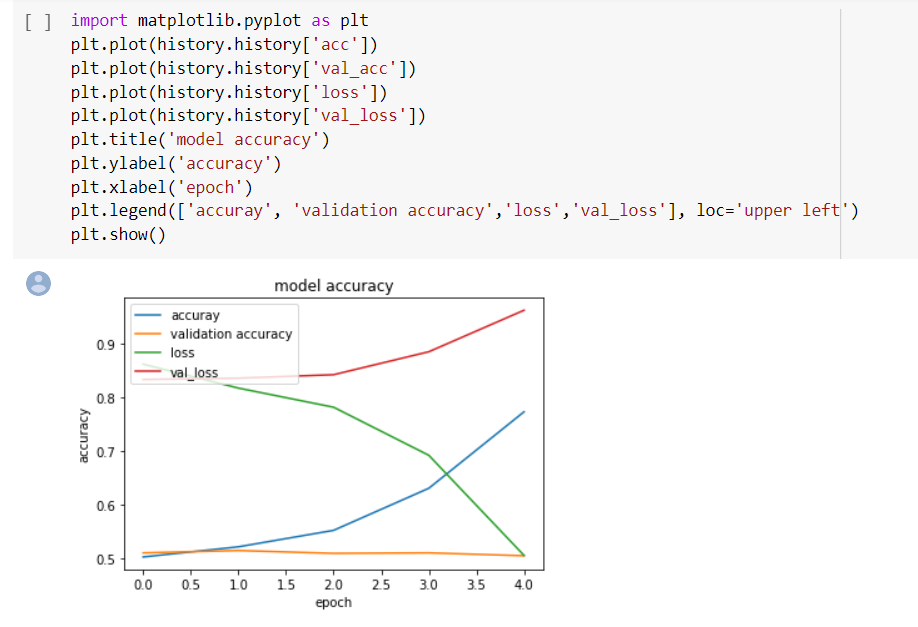 [ ] import matplotlib.pyplot as plt
plt.plot(history.history['acc'])
plt.plot(history.history['val_acc'])
plt.plot(history.history['loss'])
plt.plot(history.history['val_loss'])
plt.title('model accuracy')
plt.ylabel('accuracy')
plt.xlabel('epoch')
plt.legend(['accuray', 'validation accuracy','loss','val_loss'], loc='upper left')
plt.show()
model accuracy
accuray
validation accuracy
loss
val_loss
accuracy
0.9
0.8
0.7
0.6
0.5
0.0 0.5 1.0 1.5 2.0 2.5 3.0 3.5 4.0
epoch